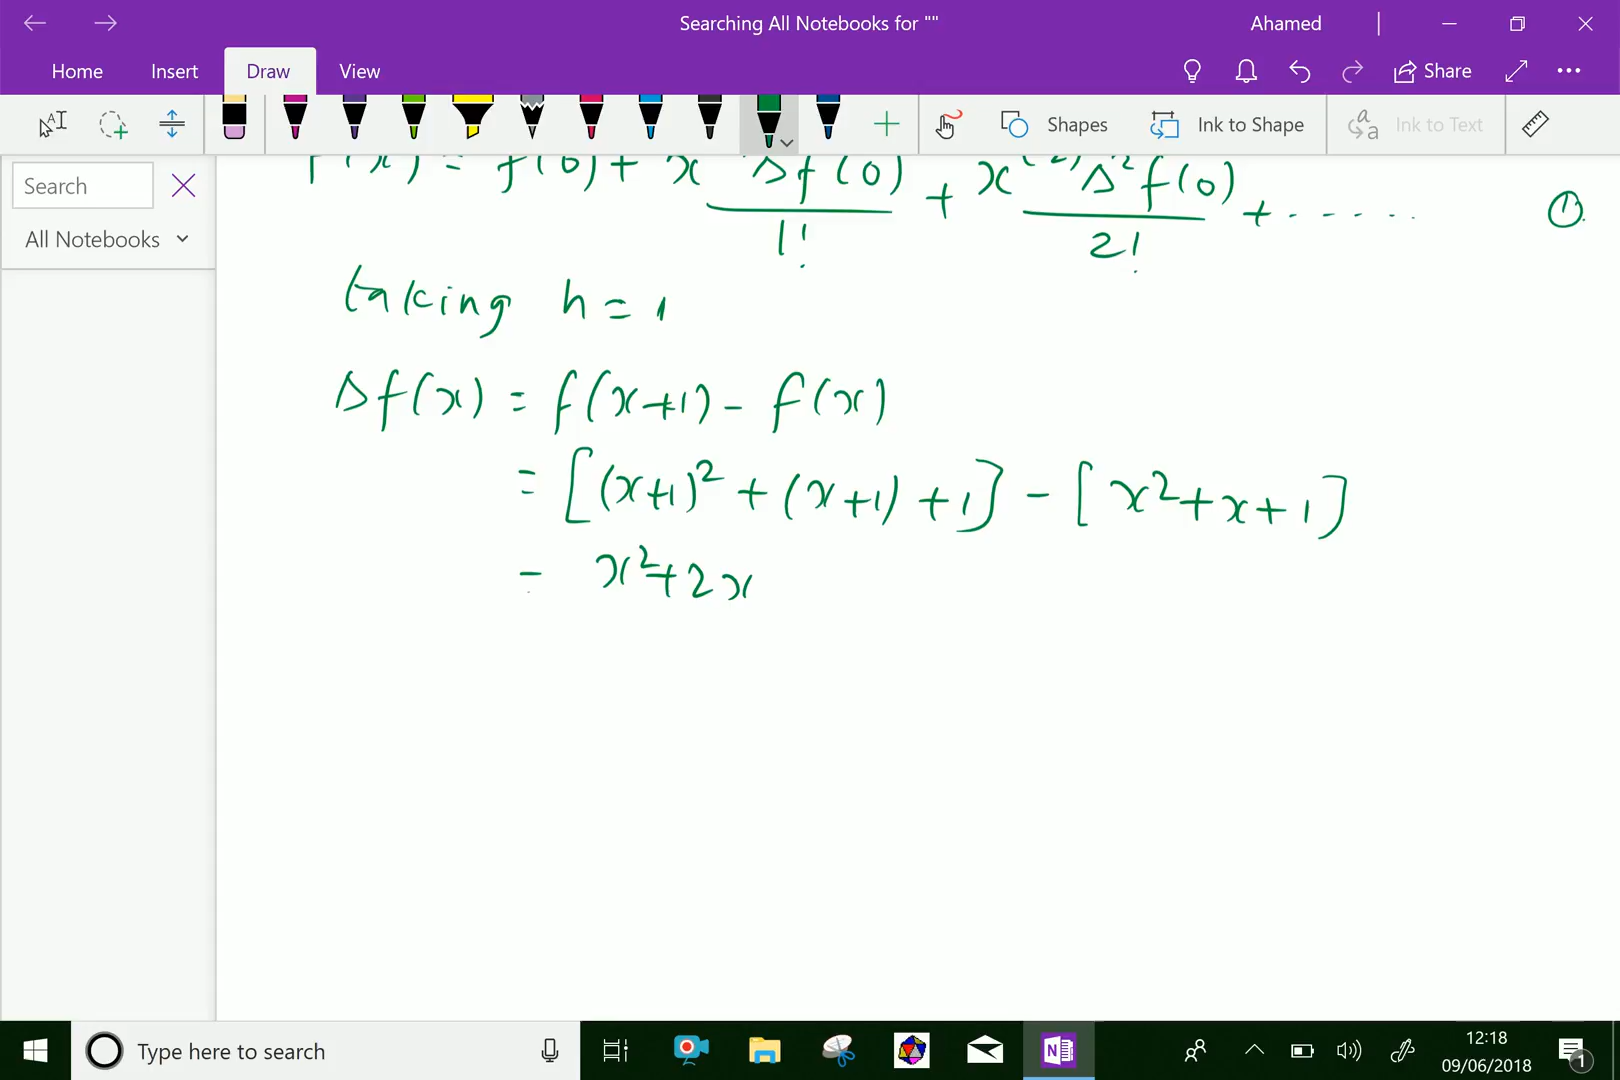 Searching All Notebooks for ""
Ahamed
Home Insert Draw View
Share
Shapes
Ink to Shape
Ink to Text
Search
All Notebooks
f(x) = f(0) + x Δf(0)/1! + x^(2) Δ²f(0)/2! + ...... ①
taking h = 1
Δf(x) = f(x+1) - f(x)
= [(x+1)² + (x+1) + 1] - [x² + x + 1]
= x² + 2x
Type here to search
12:18
09/06/2018
1